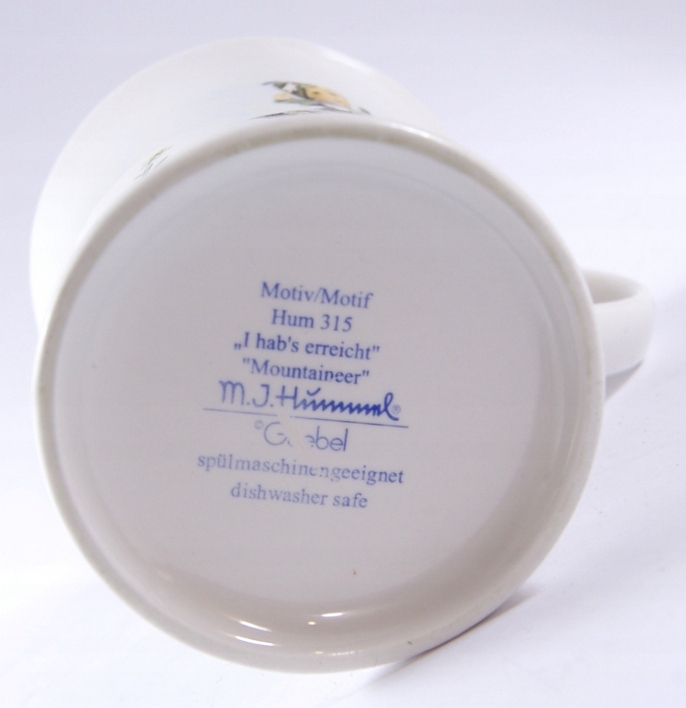 Motiv/Motif
Hum 315
„I hab's erreicht"
"Mountaineer"
M.J.Hummel®
©Goebel
spülmaschinengeeignet
dishwasher safe